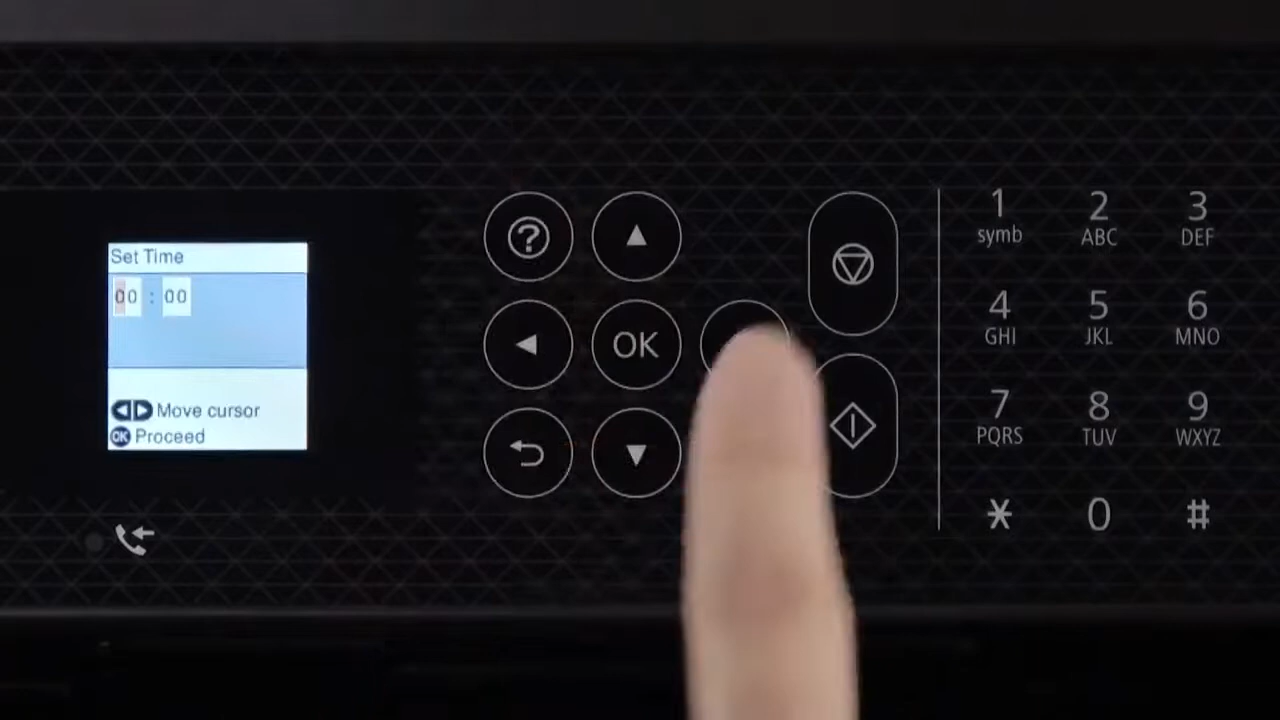 Set Time
00 : 00
Move cursor
OK Proceed
OK
1
symb
2
ABC
3
DEF
4
GHI
5
JKL
6
MNO
7
PQRS
8
TUV
9
WXYZ
*
0
#